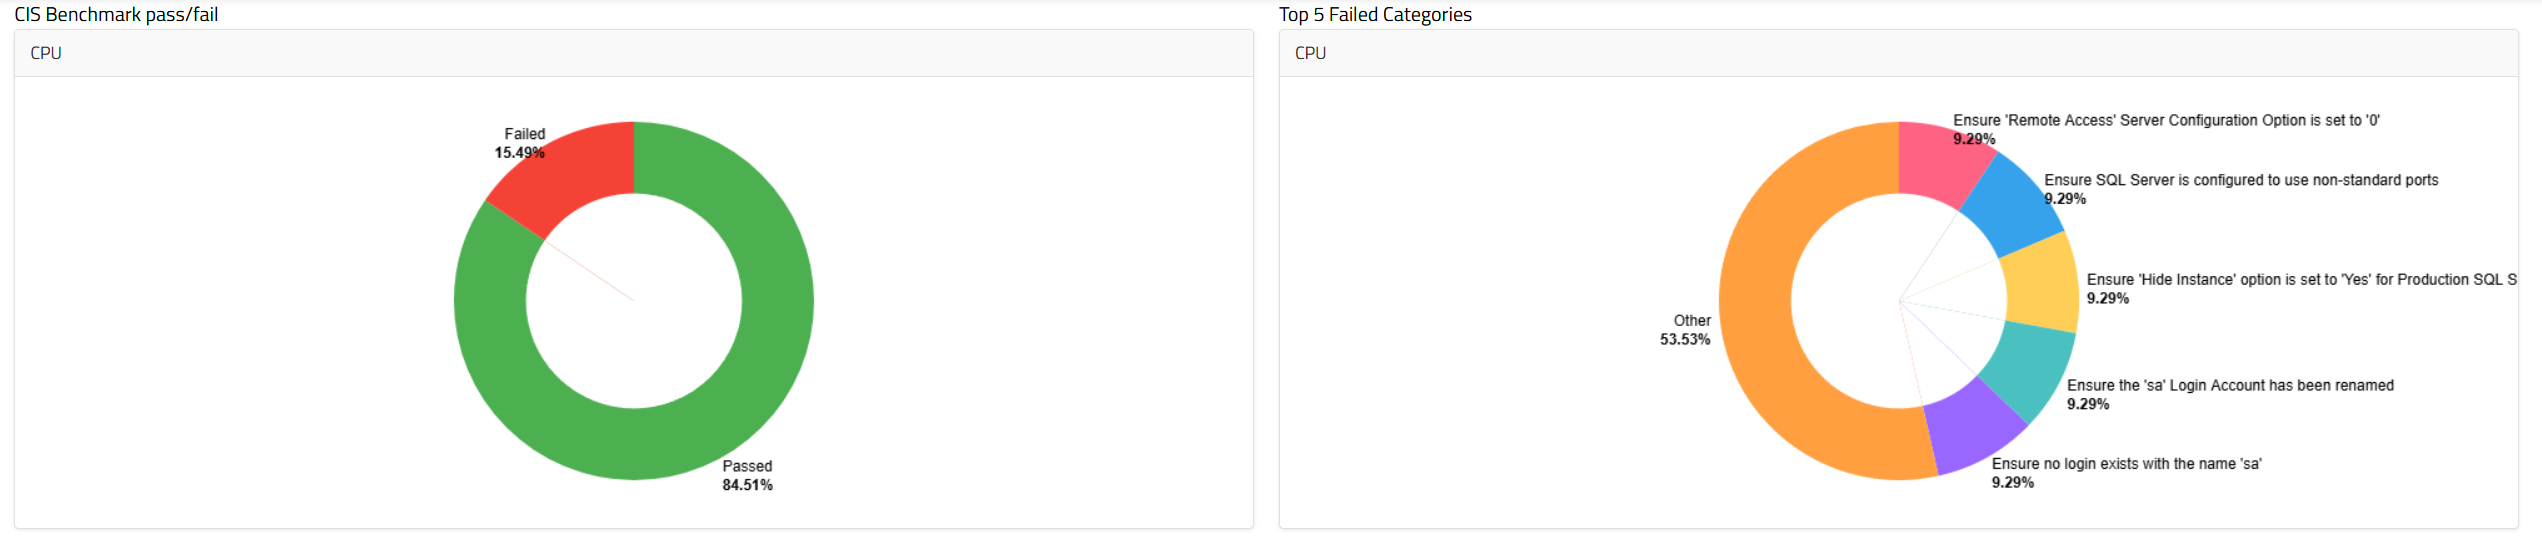 CIS Benchmark pass/fail
CPU
Failed
15.49%
Passed
84.51%
Top 5 Failed Categories
CPU
Ensure 'Remote Access' Server Configuration Option is set to '0'
9.29%
Ensure SQL Server is configured to use non-standard ports
9.29%
Ensure 'Hide Instance' option is set to 'Yes' for Production SQL S
9.29%
Other
53.53%
Ensure the 'sa' Login Account has been renamed
9.29%
Ensure no login exists with the name 'sa'
9.29%